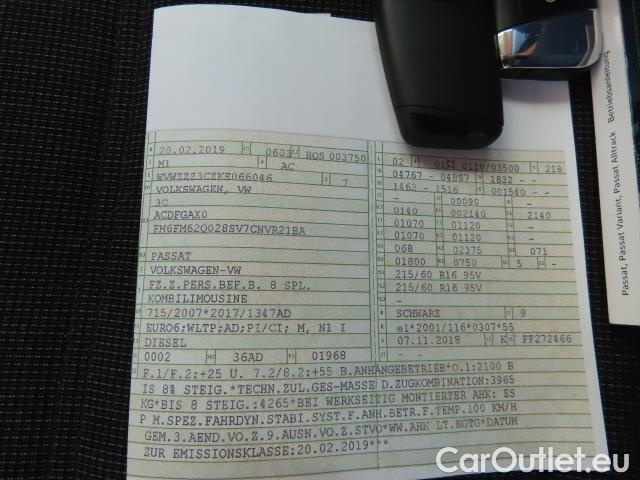 20.02.2019 0603 HOS 003750
M1 AC
WVWZZZ3CZKE066046 7
VOLKSWAGEN, VW
3C
ACDFGAX0
FM6FM62Q028SV7CNVR21BA
PASSAT
VOLKSWAGEN-VW
FZ.Z.PERS.BEF.B. 8 SPL.
KOMBILIMOUSINE
715/2007*2017/1347AD
EURO6;WLTP;AD;PI/CI; M, N1 I
DIESEL
0002 36AD 01968
02 0110/03500 218
04767 - 04887 1832 - -
1462 - 1516 001540 - -
- 00090 - -
0140 002140 2140
01070 01120 -
01070 01120 -
068 02375 071
01800 0750 5 -
215/60 R16 95V
215/60 R16 95V
-
SCHWARZ 9
e1*2001/116*0307*55
07.11.2018 K FF272466
F.1/F.2:+25 U. 7.2/8.2:+55 B.ANHÄNGEBETRIEB*O.1:2100 B
IS 8% STEIG.*TECHN.ZUL.GES-MASSE D.ZUGKOMBINATION:3965
KG*BIS 8 STEIG.:4265*BEI WERKSEITIG MONTIERTER AHK: ES
P M.SPEZ.FAHRDYN.STABI.SYST.F.ANH.BETR.F.TEMP.100 KM/H
GEM.3.AEND.VO.Z.9.AUSN.VO.Z.STVO*WW.AHK LT.EGTG*DATUM
ZUR EMISSIONSKLASSE:20.02.2019***
Passat, Passat Variant, Passat Alltrack Betriebsanleitung
CarOutlet.eu